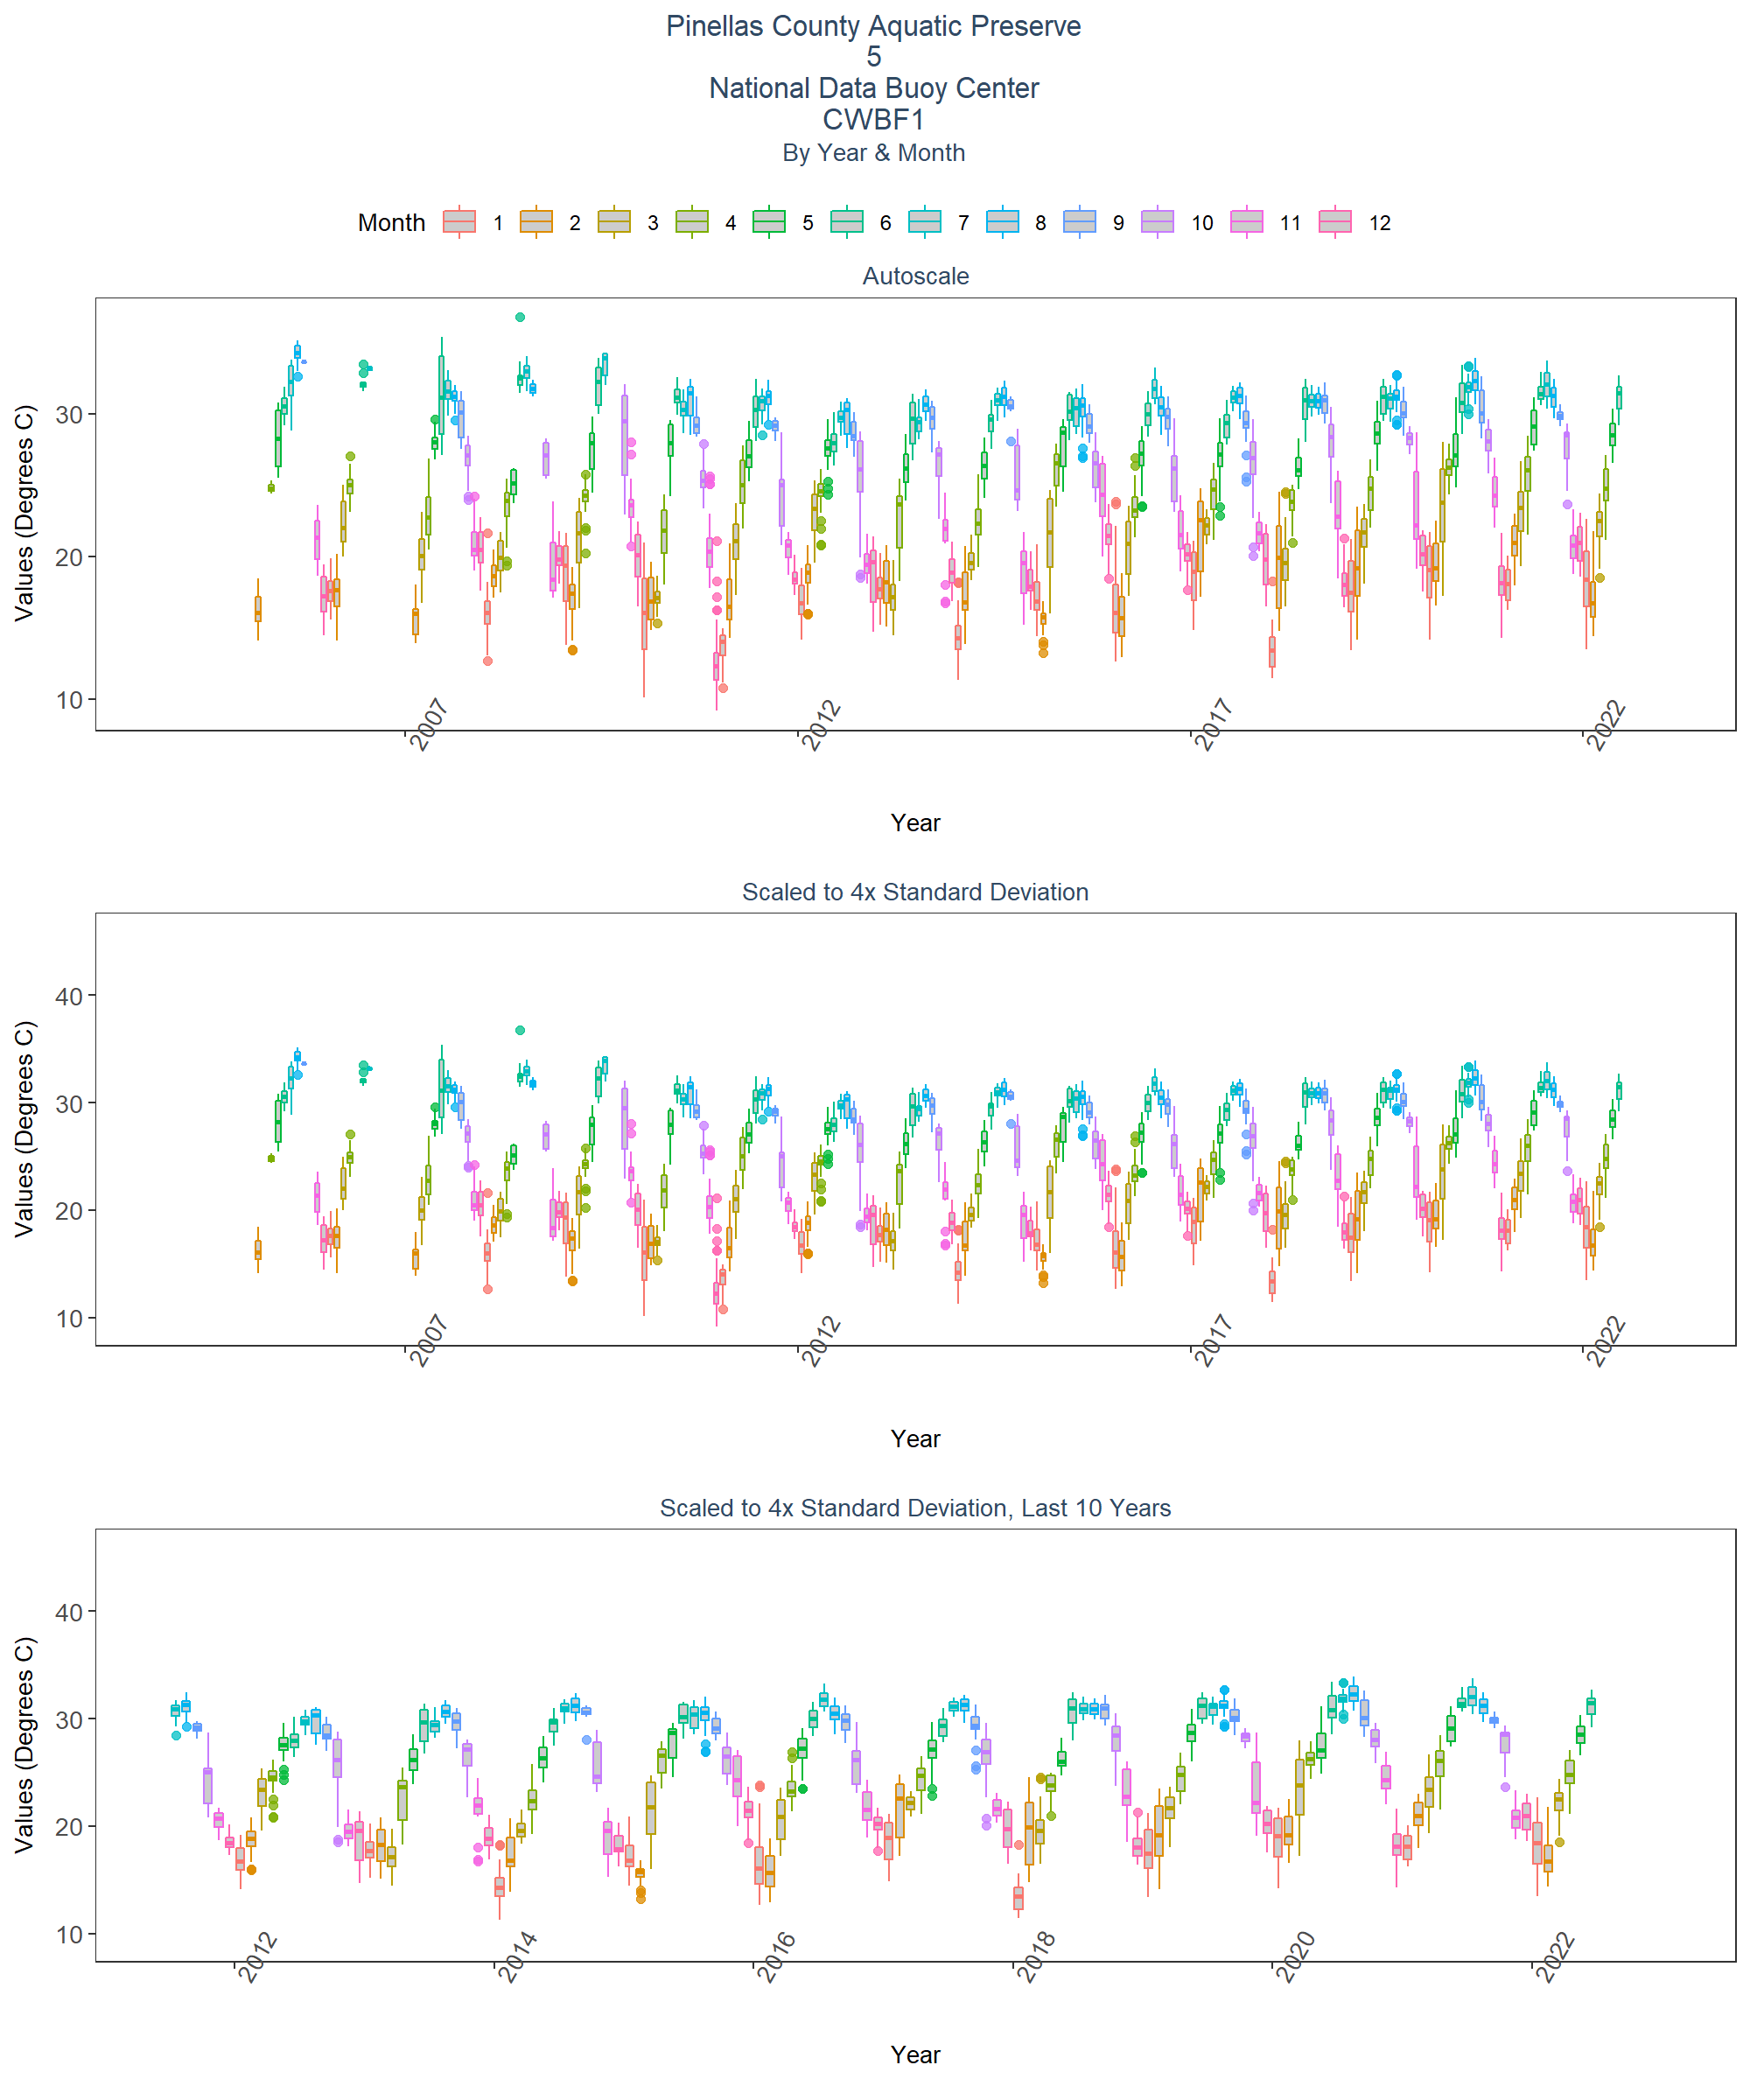 Pinellas County Aquatic Preserve
5
National Data Buoy Center
CWBF1
By Year & Month
Month 1 2 3 4 5 6 7 8 9 10 11 12
Autoscale
Values (Degrees C)
30
20
10
2007 2012 2017 2022
Year
Scaled to 4x Standard Deviation
Values (Degrees C)
40
30
20
10
2007 2012 2017 2022
Year
Scaled to 4x Standard Deviation, Last 10 Years
Values (Degrees C)
40
30
20
10
2012 2014 2016 2018 2020 2022
Year